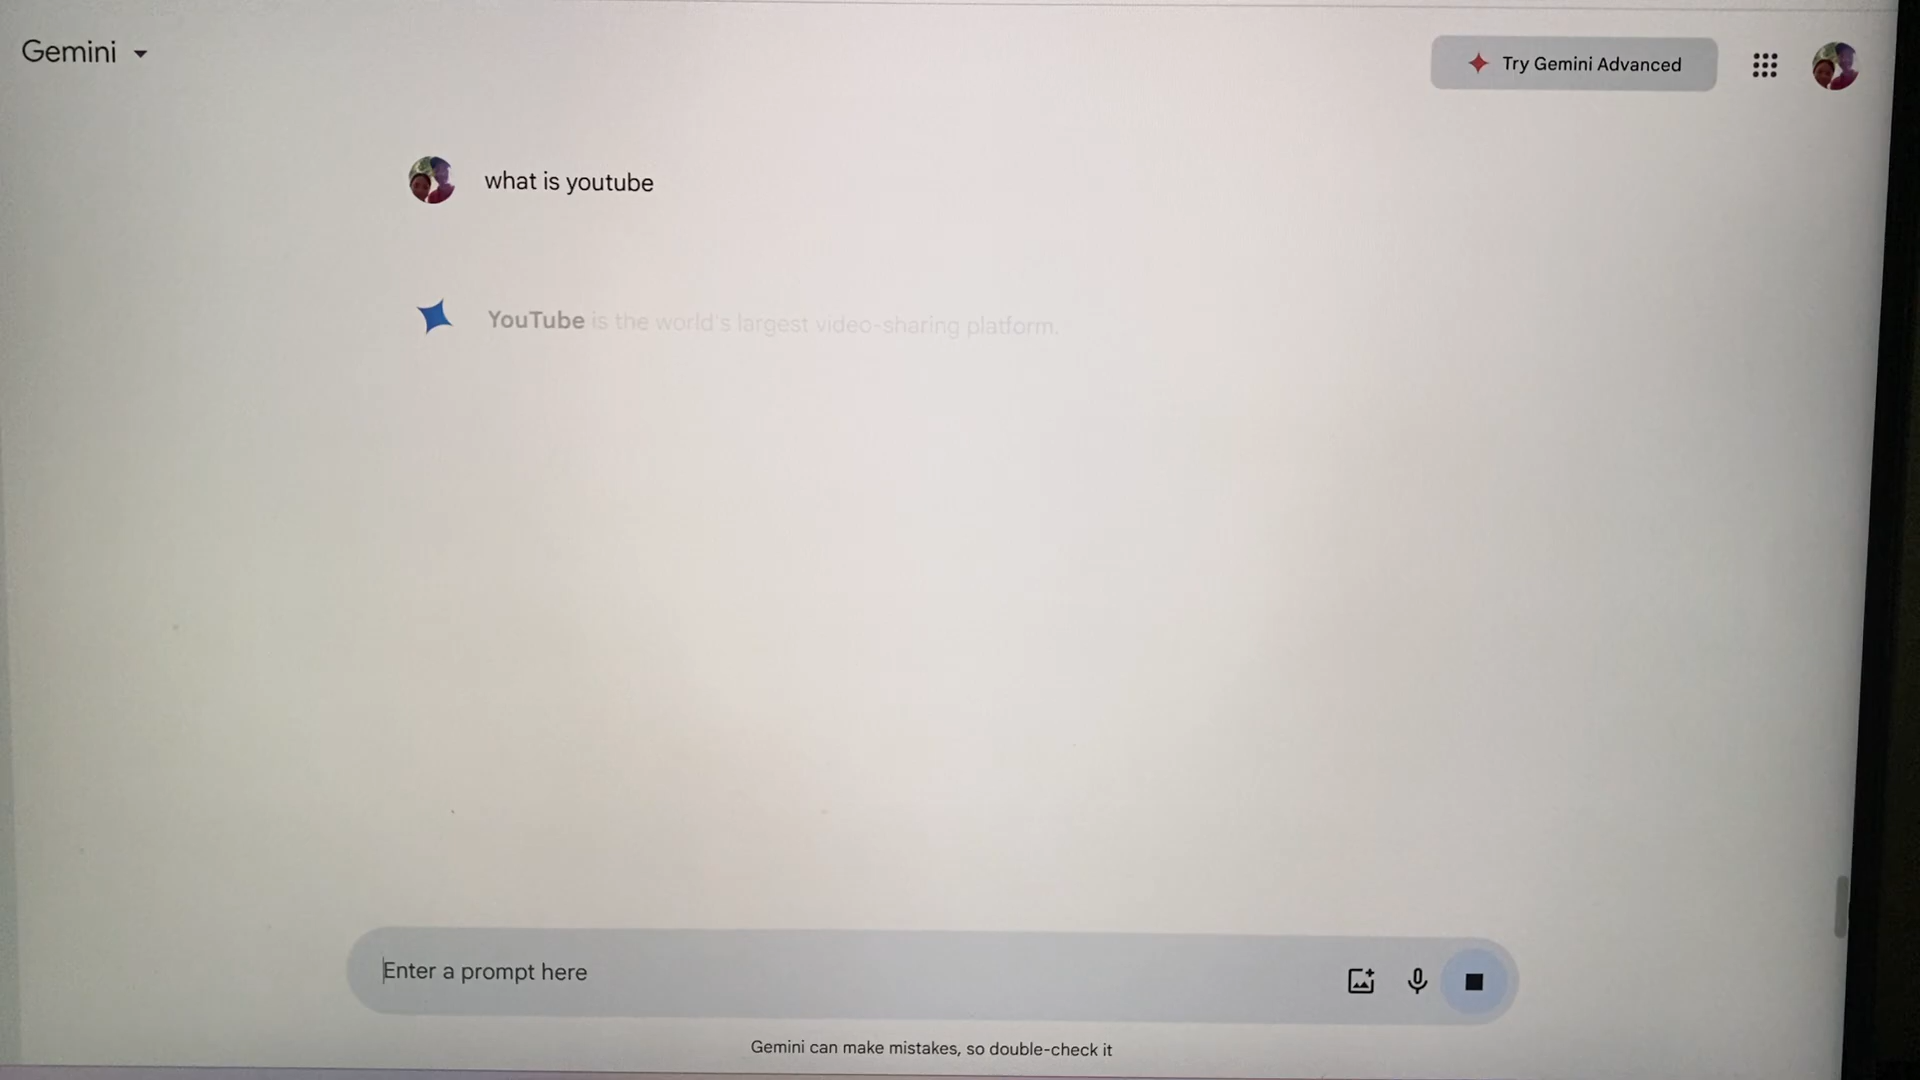 Gemini
Try Gemini Advanced
what is youtube
YouTube is the world's largest video-sharing platform.
Enter a prompt here
Gemini can make mistakes, so double-check it